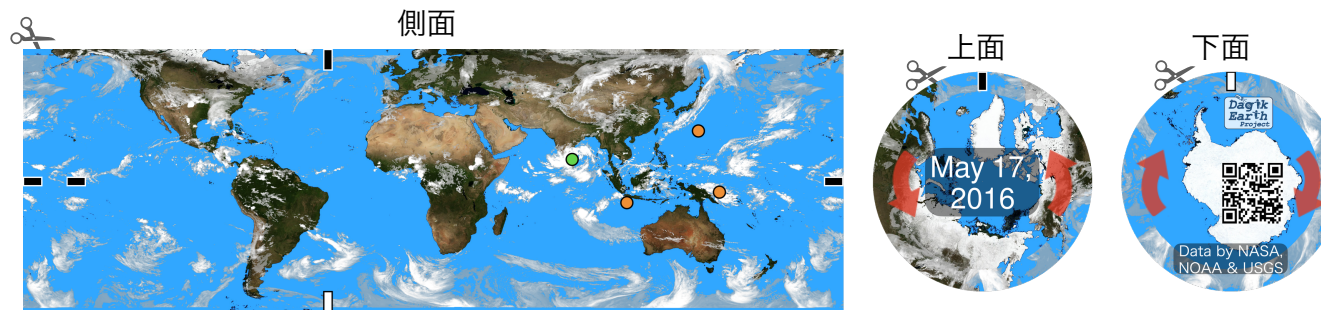 側面
上面
下面
May 17,
2016
Dagik
Earth
Project
Data by NASA,
NOAA & USGS